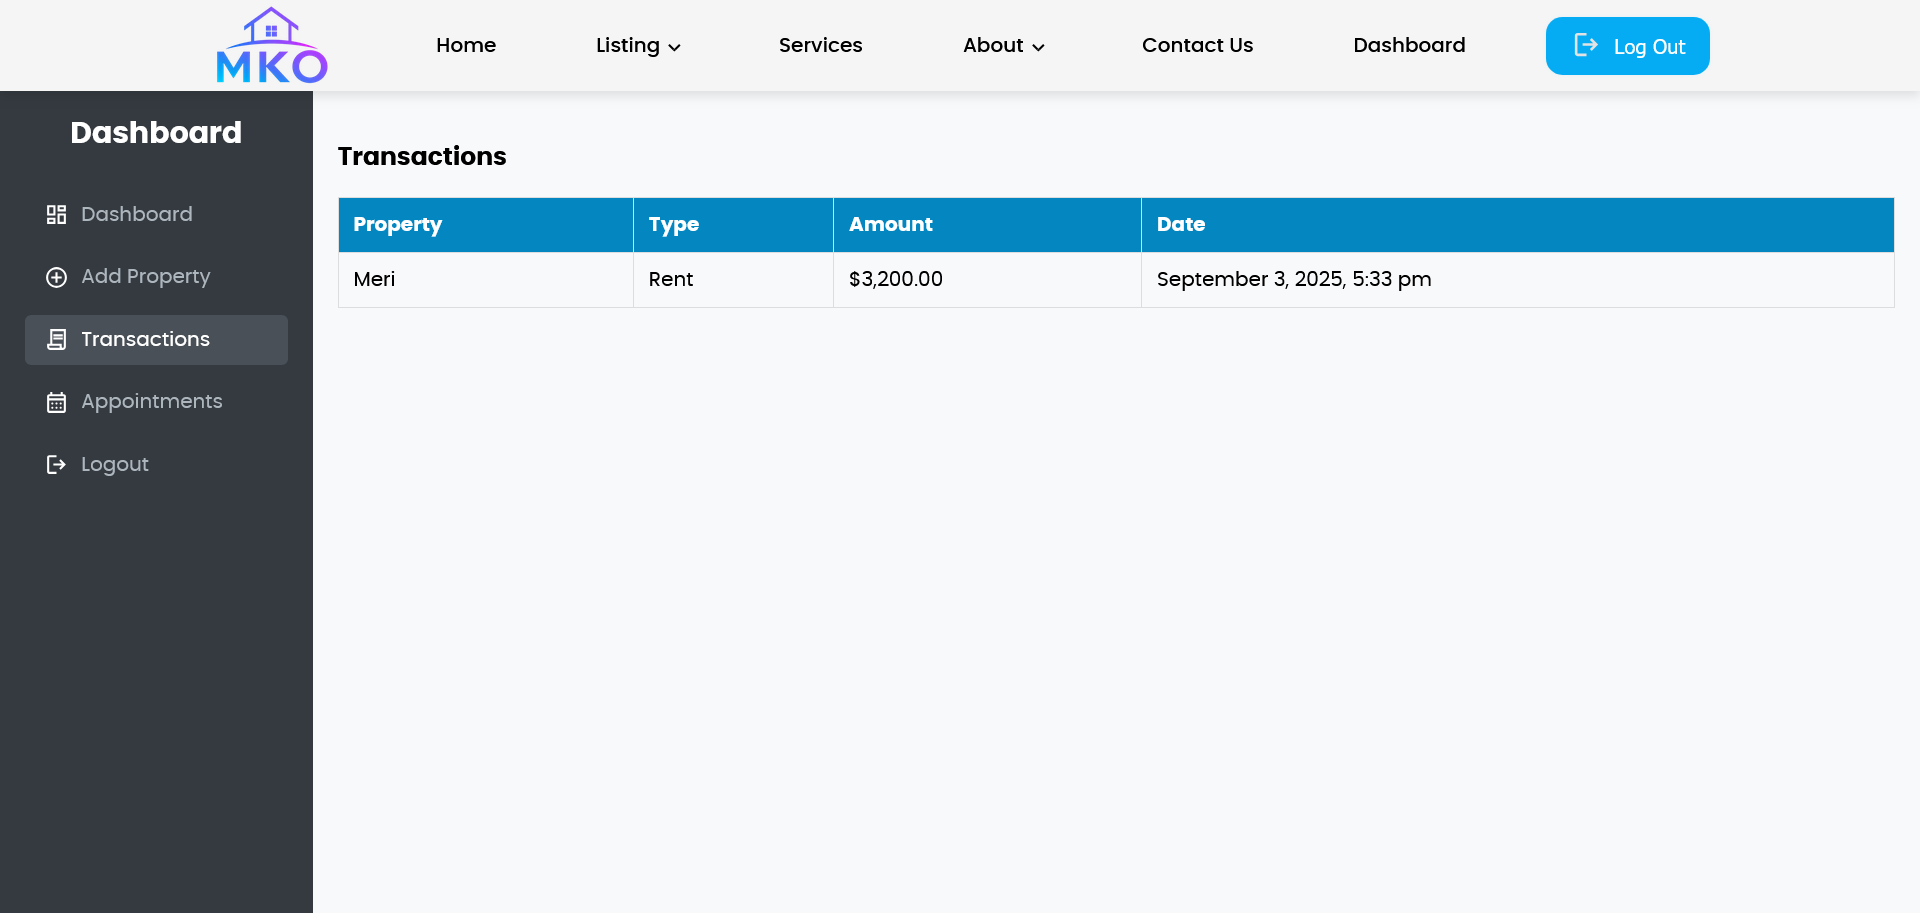 MKO
Home Listing Services About Contact Us Dashboard Log Out
Dashboard
Dashboard
Add Property
Transactions
Appointments
Logout
Transactions
Property Type Amount Date
Meri Rent $3,200.00 September 3, 2025, 5:33 pm